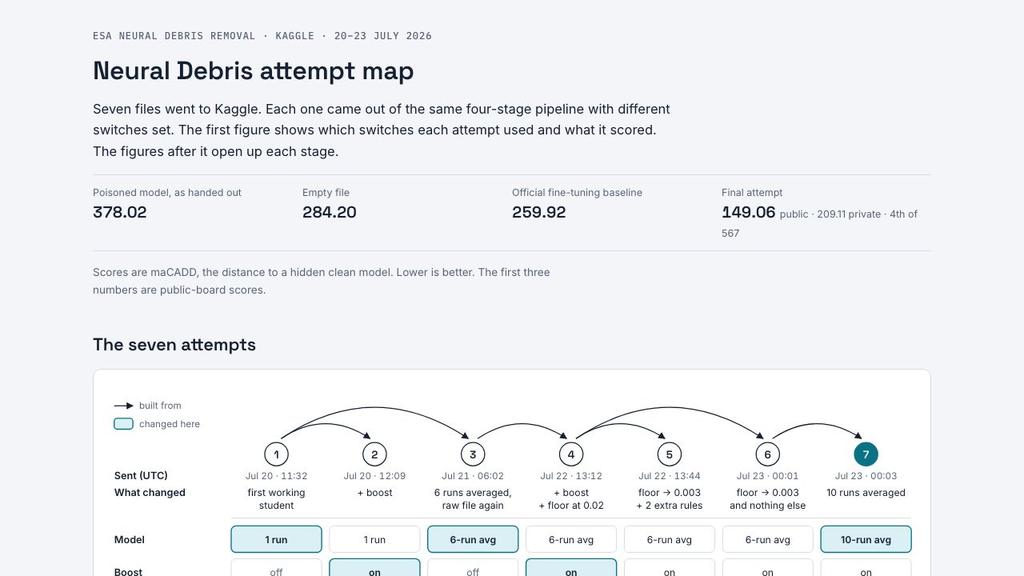 ESA NEURAL DEBRIS REMOVAL · KAGGLE · 20–23 JULY 2026
Neural Debris attempt map
Seven files went to Kaggle. Each one came out of the same four-stage pipeline with different
switches set. The first figure shows which switches each attempt used and what it scored.
The figures after it open up each stage.
Poisoned model, as handed out
378.02
Empty file
284.20
Official fine-tuning baseline
259.92
Final attempt
149.06 public · 209.11 private · 4th of
567
Scores are maCADD, the distance to a hidden clean model. Lower is better. The first three
numbers are public-board scores.
The seven attempts
built from
changed here
1 2 3 4 5 6 7
Sent (UTC) Jul 20 · 11:32 Jul 20 · 12:09 Jul 21 · 06:02 Jul 22 · 13:12 Jul 22 · 13:44 Jul 23 · 00:01 Jul 23 · 00:03
What changed first working + boost 6 runs averaged, + boost floor → 0.003 floor → 0.003 10 runs averaged
student raw file again + floor at 0.02 + 2 extra rules and nothing else
Model 1 run 1 run 6-run avg 6-run avg 6-run avg 6-run avg 10-run avg
Boost off on off on on on on